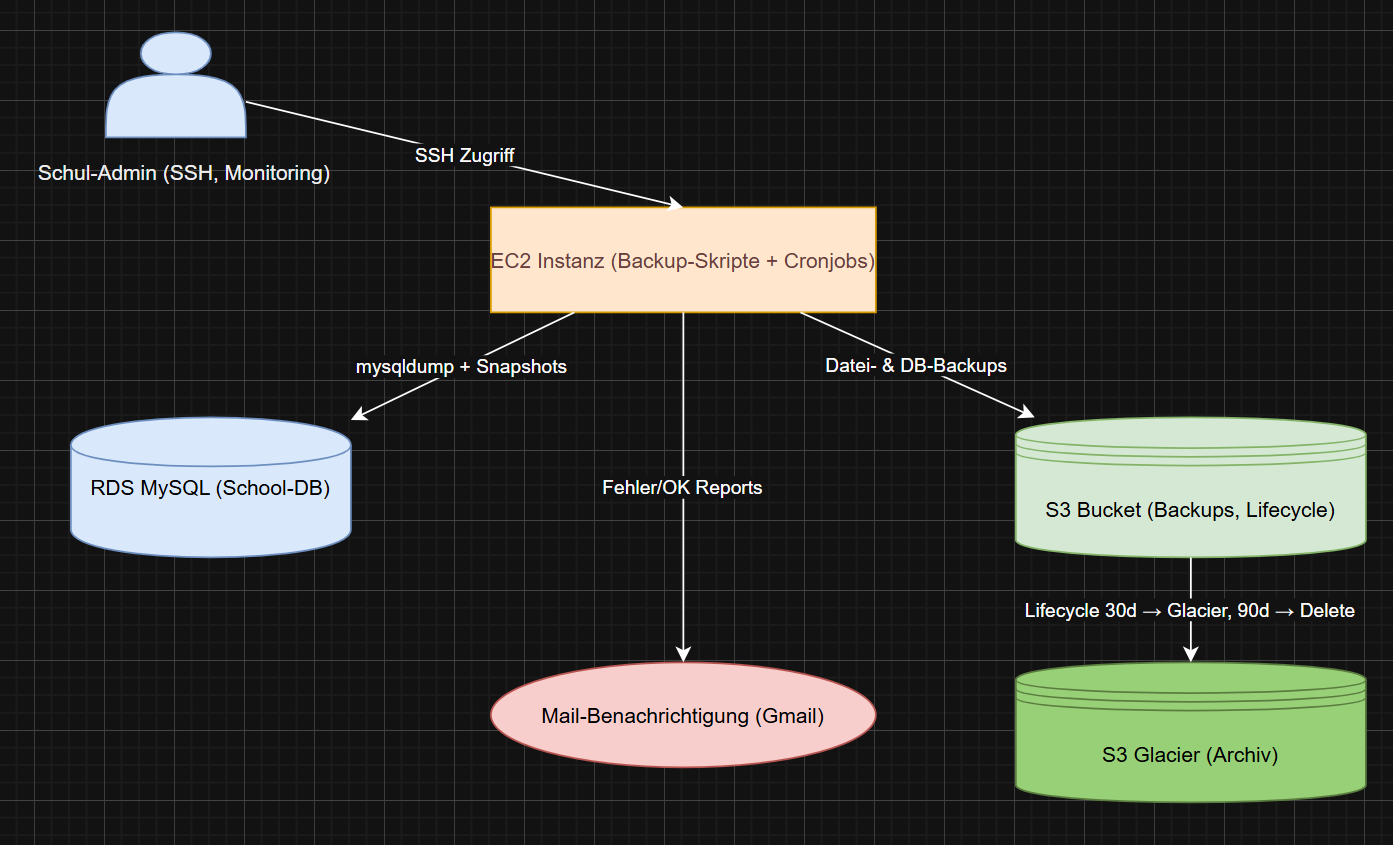 Schul-Admin (SSH, Monitoring)
SSH Zugriff
EC2 Instanz (Backup-Skripte + Cronjobs)
mysqldump + Snapshots
Datei- & DB-Backups
RDS MySQL (School-DB)
Fehler/OK Reports
S3 Bucket (Backups, Lifecycle)
Lifecycle 30d → Glacier, 90d → Delete
Mail-Benachrichtigung (Gmail)
S3 Glacier (Archiv)